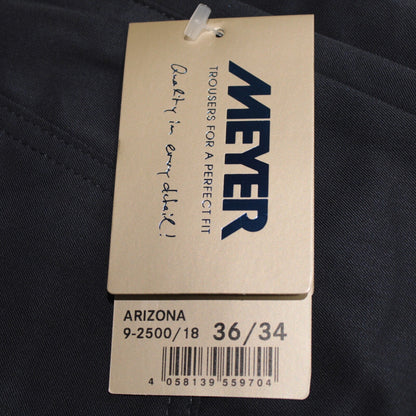 MEYER
TROUSERS FOR A PERFECT FIT
Quality in every detail!
ARIZONA
9-2500/18 36/34
4 058139 559704